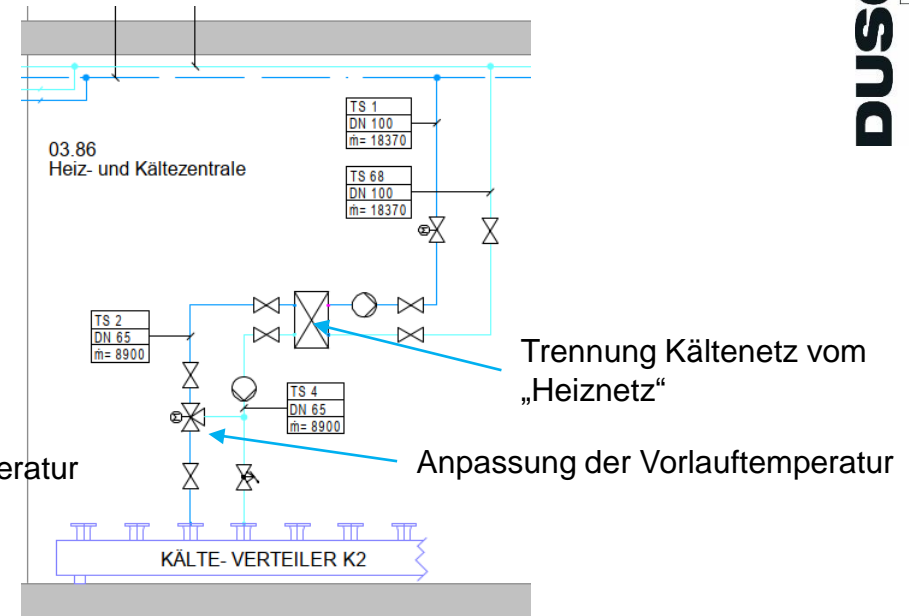 DUSC
TS 1
DN 100
ṁ= 18370
03.86
Heiz- und Kältezentrale
TS 68
DN 100
ṁ= 18370
M
TS 2
DN 65
ṁ= 8900
Trennung Kältenetz vom
„Heiznetz“
TS 4
DN 65
ṁ= 8900
M
eratur
Anpassung der Vorlauftemperatur
KÄLTE- VERTEILER K2